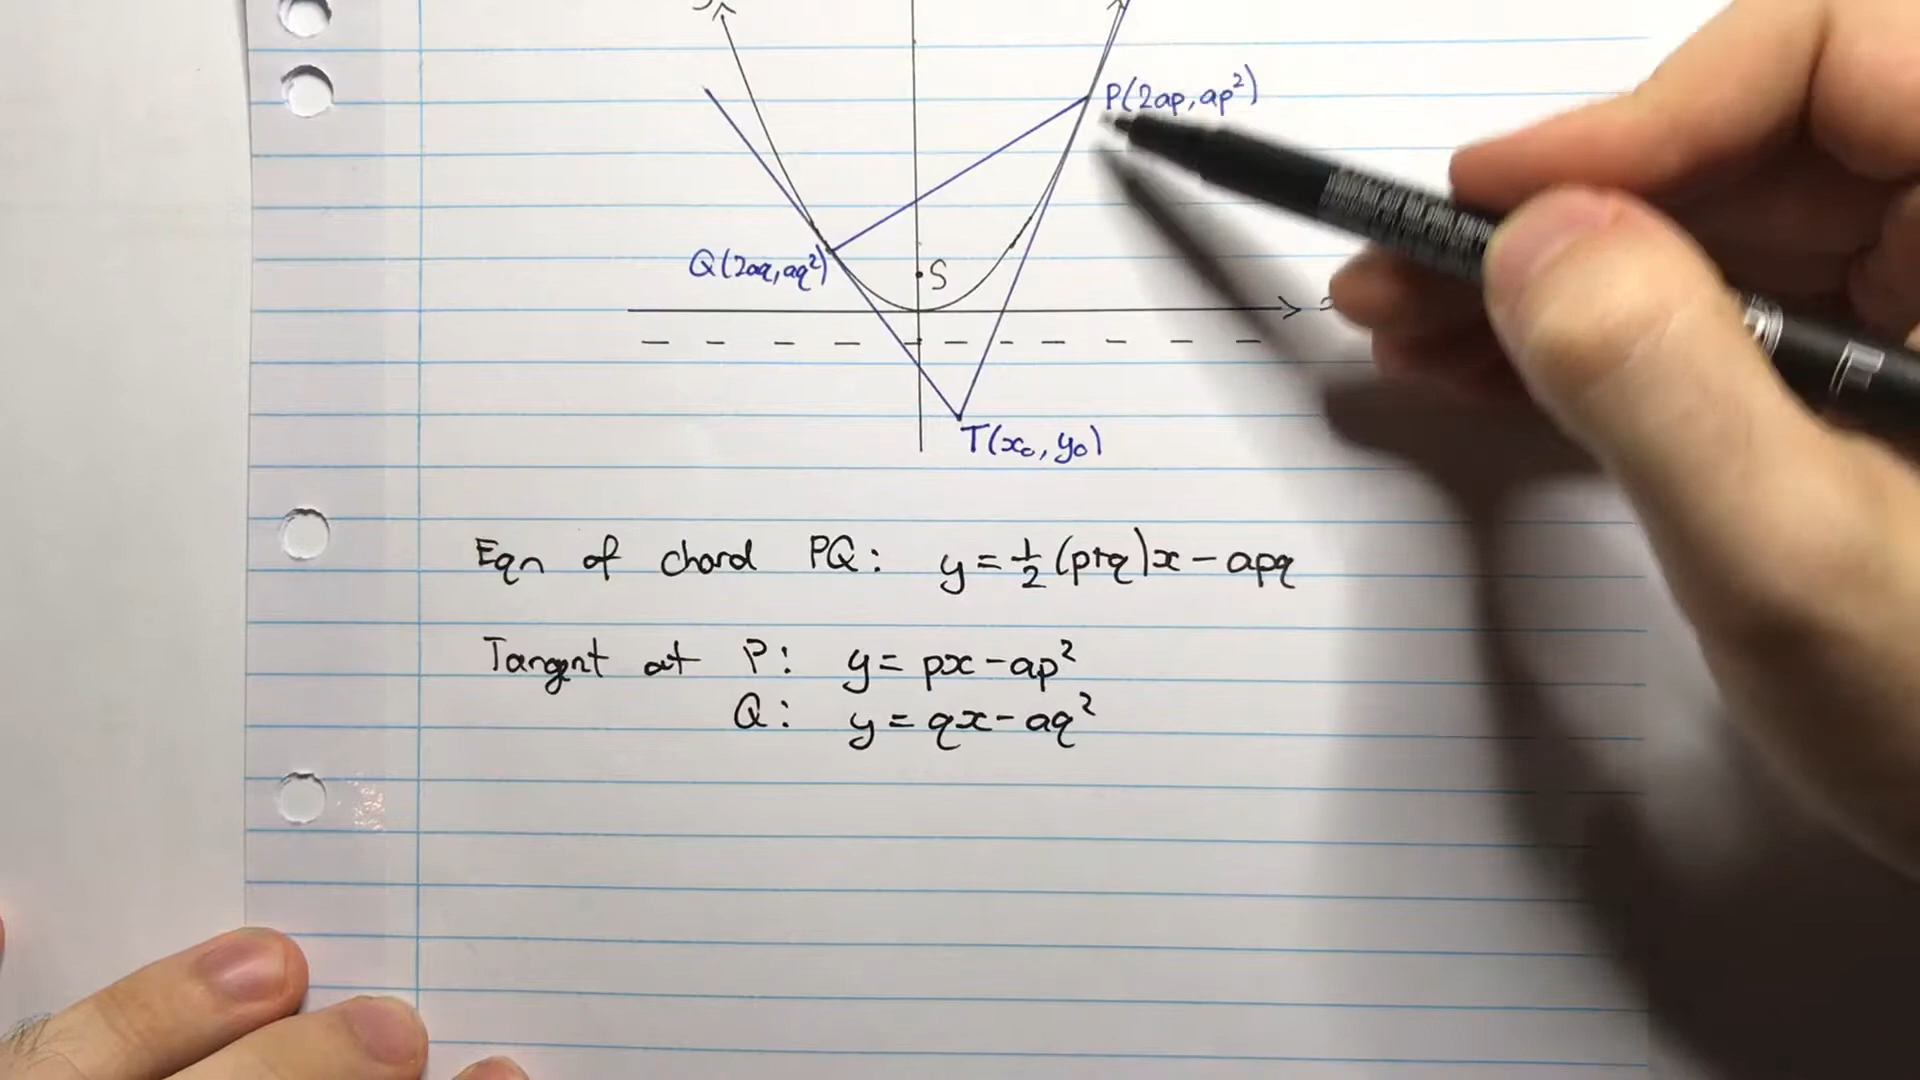 P(2ap, ap²)
Q(2aq, aq²)
S
T(x₀, y₀)
Eqn of chord PQ: y = ½(p+q)x - apq
Tangent at P: y = px - ap²
Q: y = qx - aq²